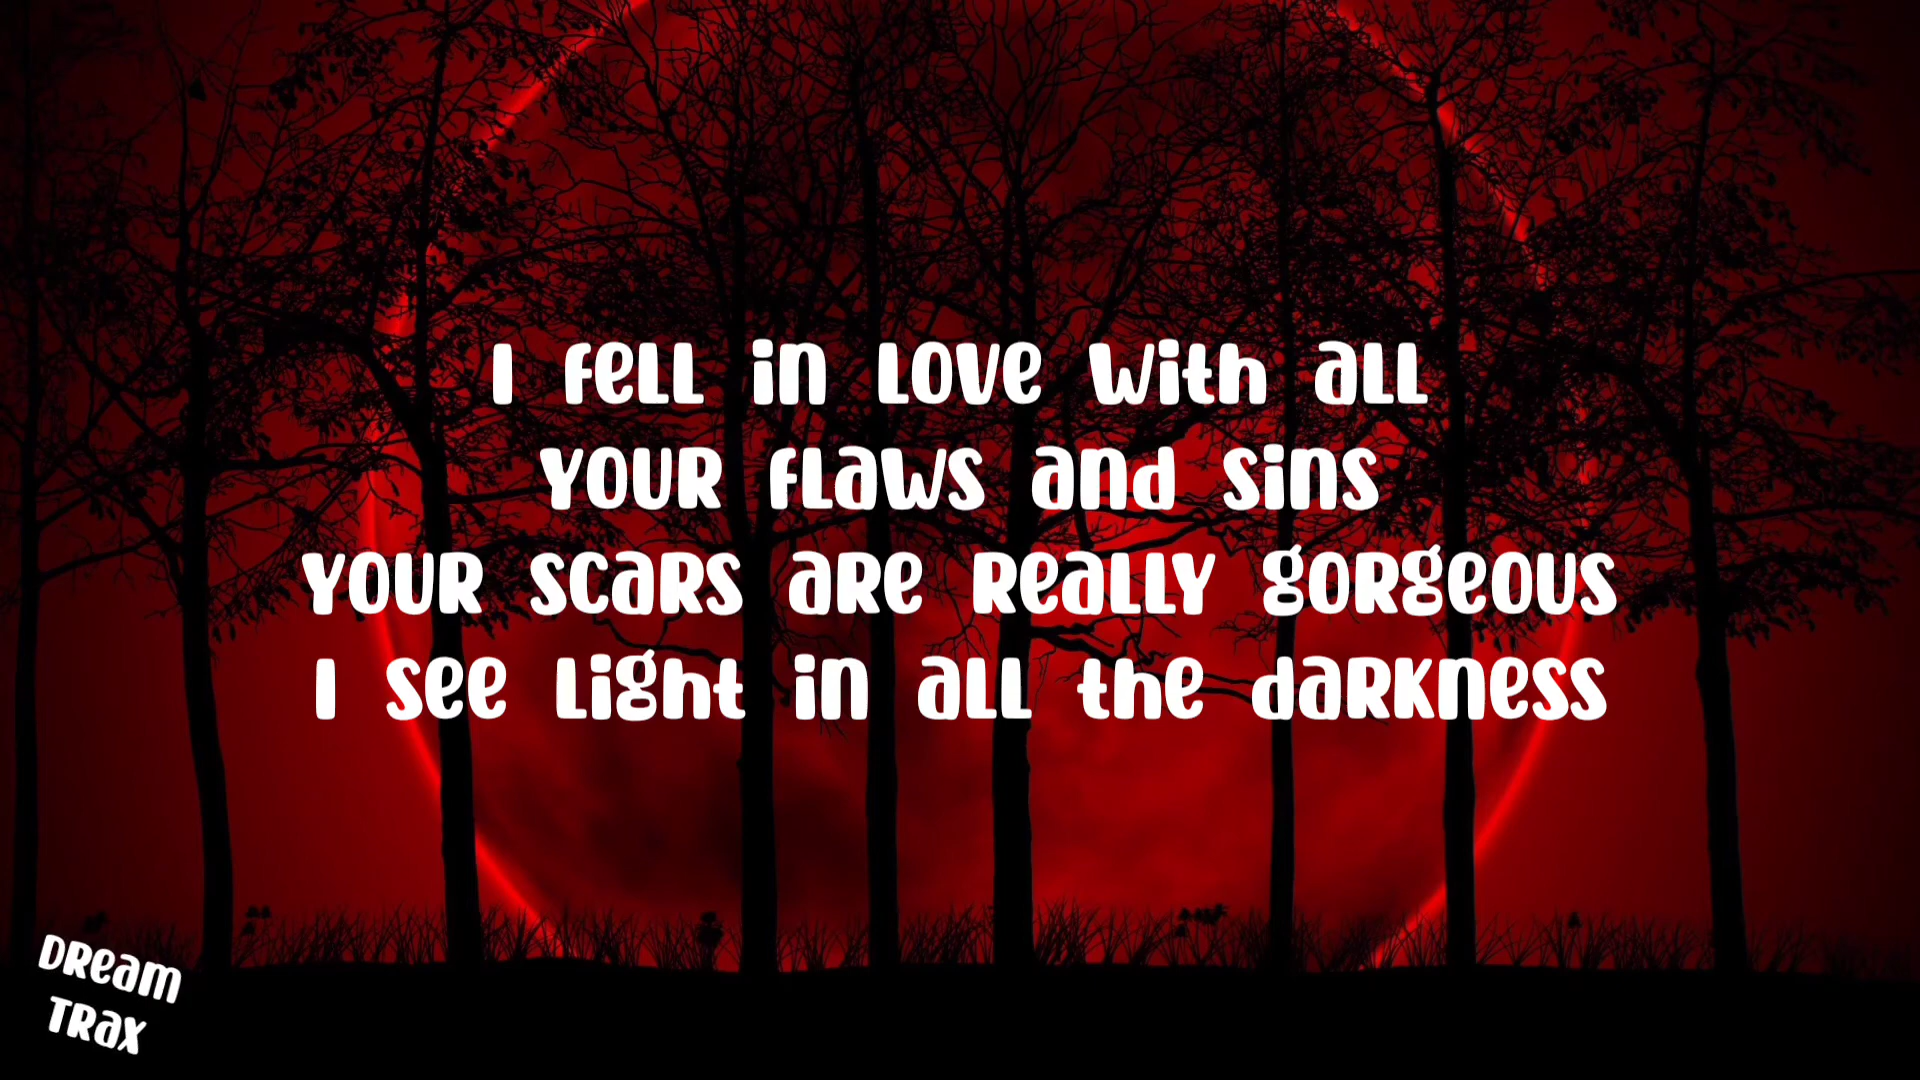 I fell in love with all
your flaws and sins
your scars are really gorgeous
I see light in all the darkness
Dream
Trax